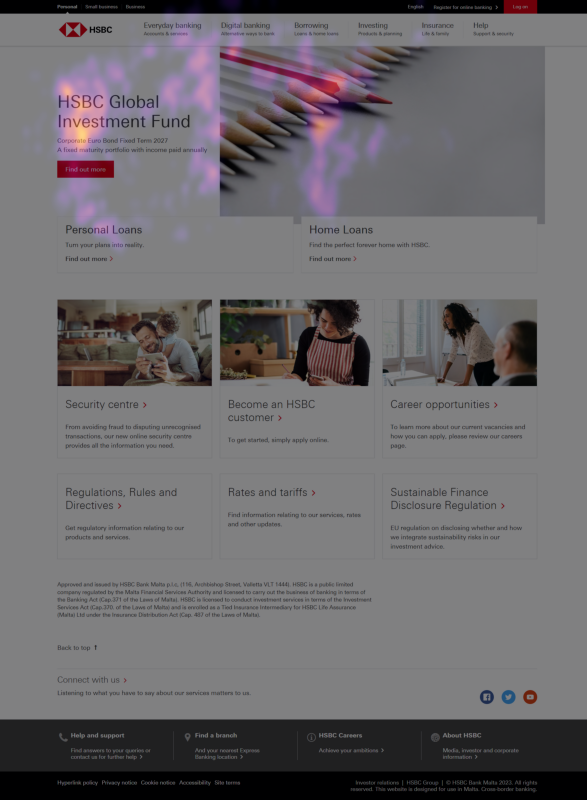 Personal Small business Business English Register for online banking Log on
HSBC
Everyday banking Digital banking Borrowing Investing Insurance Help
Accounts & services Alternative ways to bank Loans & home loans Products & planning Life & family Support & security
HSBC Global
Investment Fund
Corporate Euro Bond Fixed Term 2027
A fixed maturity portfolio with income paid annually
Find out more
Personal Loans
Turn your plans into reality.
Find out more
Home Loans
Find the perfect forever home with HSBC.
Find out more
Security centre
From avoiding fraud to disputing unrecognised
transactions, our new online security centre
provides all the information you need.
Become an HSBC
customer
To get started, simply apply online.
Career opportunities
To learn more about our current vacancies and
how you can apply, please review our careers
page.
Regulations, Rules and
Directives
Get regulatory information relating to our
products and services.
Rates and tariffs
Find information relating to our services, rates
and other updates.
Sustainable Finance
Disclosure Regulation
EU regulation on disclosing whether and how
we integrate sustainability risks in our
investment advice.
Approved and issued by HSBC Bank Malta p.l.c, (116, Archbishop Street, Valletta VLT 1444). HSBC is a public limited
company regulated by the Malta Financial Services Authority and licensed to carry out the business of banking in terms of
the Banking Act (Cap.371 of the Laws of Malta). HSBC is licensed to conduct investment services in terms of the Investment
Services Act (Cap.370. of the Laws of Malta) and is enrolled as a Tied Insurance Intermediary for HSBC Life Assurance
(Malta) Ltd under the Insurance Distribution Act (Cap. 487 of the Laws of Malta).
Back to top
Connect with us
Listening to what you have to say about our services matters to us.
Help and support
Find answers to your queries or
contact us for further help
Find a branch
And your nearest Express
Banking location
HSBC Careers
Achieve your ambitions
About HSBC
Media, investor and corporate
information
Hyperlink policy Privacy notice Cookie notice Accessibility Site terms
Investor relations | HSBC Group | © HSBC Bank Malta 2023. All rights
reserved. This website is designed for use in Malta. Cross-border banking.